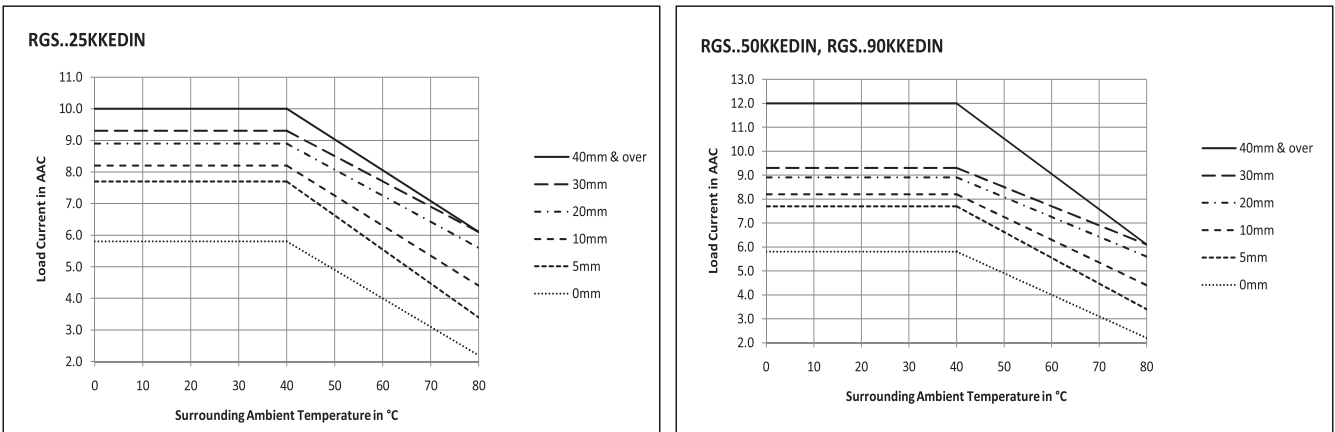 RGS..25KKEDIN
Load Current in AAC
11.0
10.0
9.0
8.0
7.0
6.0
5.0
4.0
3.0
2.0
0 10 20 30 40 50 60 70 80
Surrounding Ambient Temperature in °C
40mm & over
30mm
20mm
10mm
5mm
0mm
RGS..50KKEDIN, RGS..90KKEDIN
Load Current in AAC
13.0
12.0
11.0
10.0
9.0
8.0
7.0
6.0
5.0
4.0
3.0
2.0
0 10 20 30 40 50 60 70 80
Surrounding Ambient Temperature in °C
40mm & over
30mm
20mm
10mm
5mm
0mm